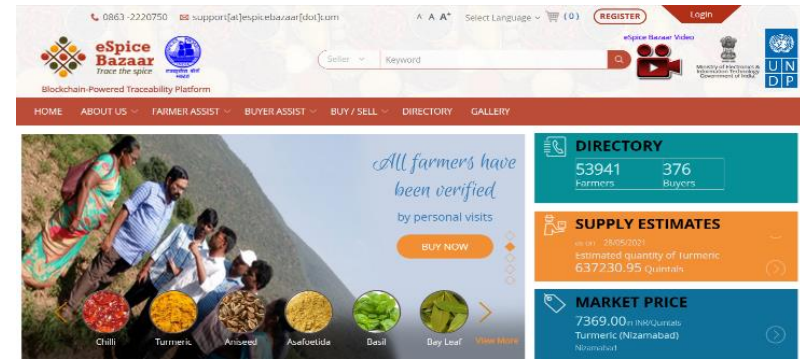 0863 -2220750 support[at]espicebazaar[dot]com A A A+ Select Language (0) REGISTER Login
eSpice
Bazaar
Trace the spice
Blockchain-Powered Traceability Platform
Seller Keyword
eSpice Bazaar Video
Ministry of Electronics &
Information Technology
Government of India
U N
D P
HOME ABOUT US FARMER ASSIST BUYER ASSIST BUY / SELL DIRECTORY GALLERY
All farmers have
been verified
by personal visits
BUY NOW
Chilli Turmeric Aniseed Asafoetida Basil Bay Leaf View More
DIRECTORY
53941 376
Farmers Buyers
SUPPLY ESTIMATES
as on 28/05/2021
Estimated quantity of Turmeric
637230.95 Quintals
MARKET PRICE
7369.00 in INR/Quintals
Turmeric (Nizamabad)
Nizamabad